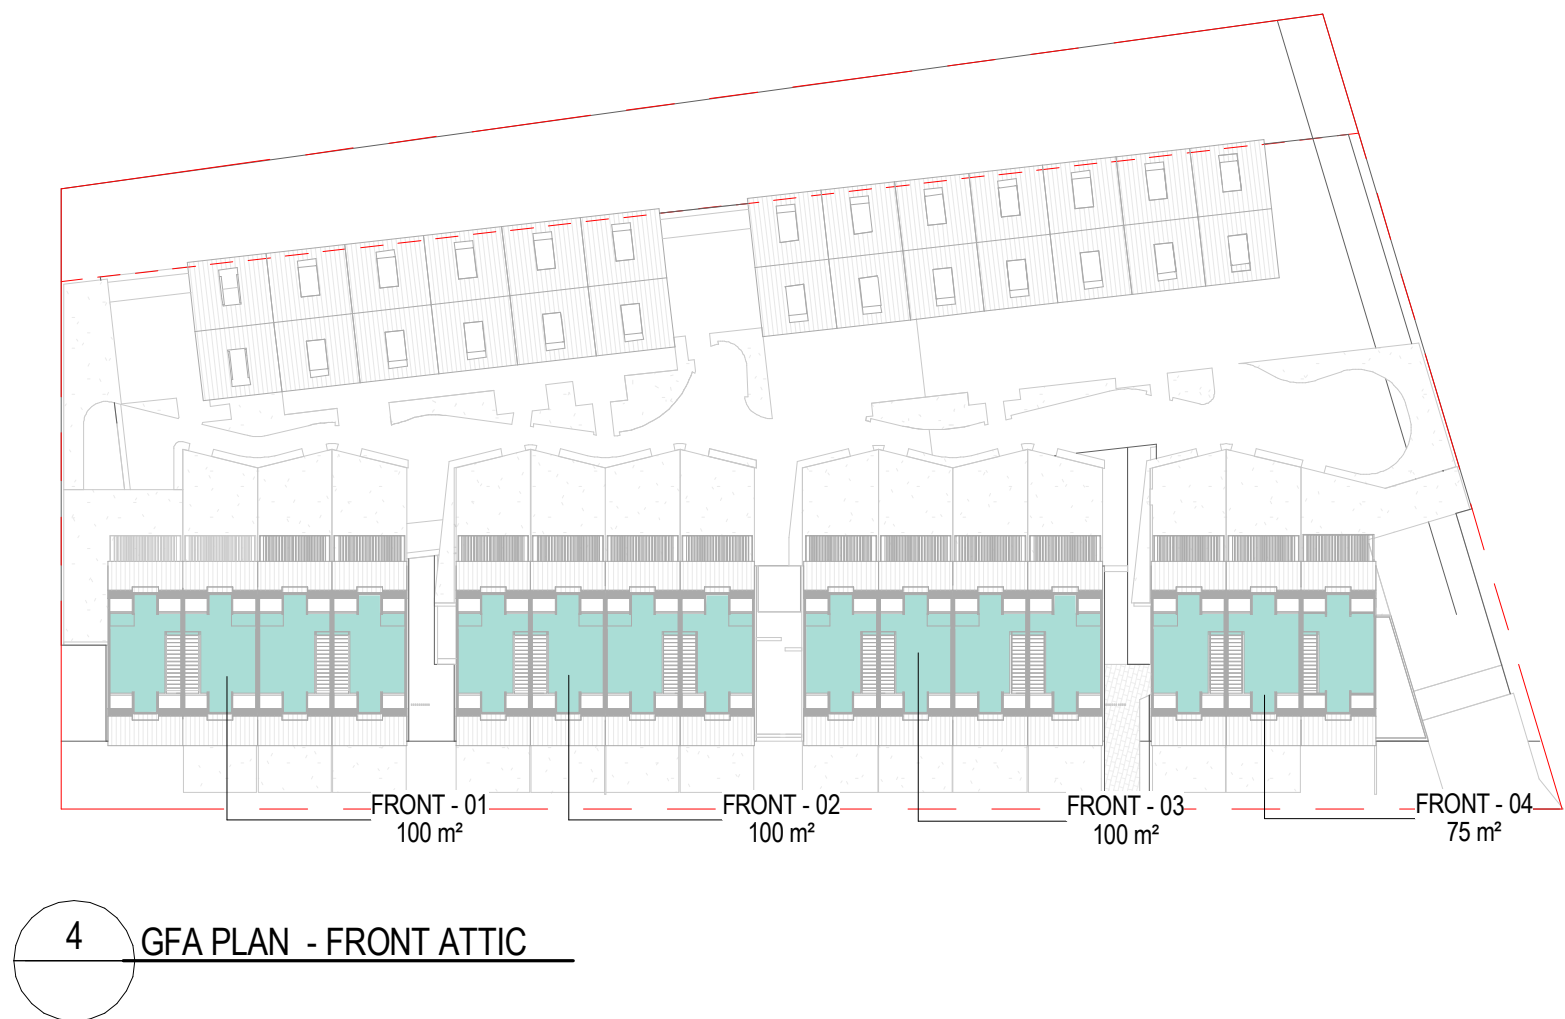 FRONT - 01
100 m²
FRONT - 02
100 m²
FRONT - 03
100 m²
FRONT - 04
75 m²
4
GFA PLAN - FRONT ATTIC